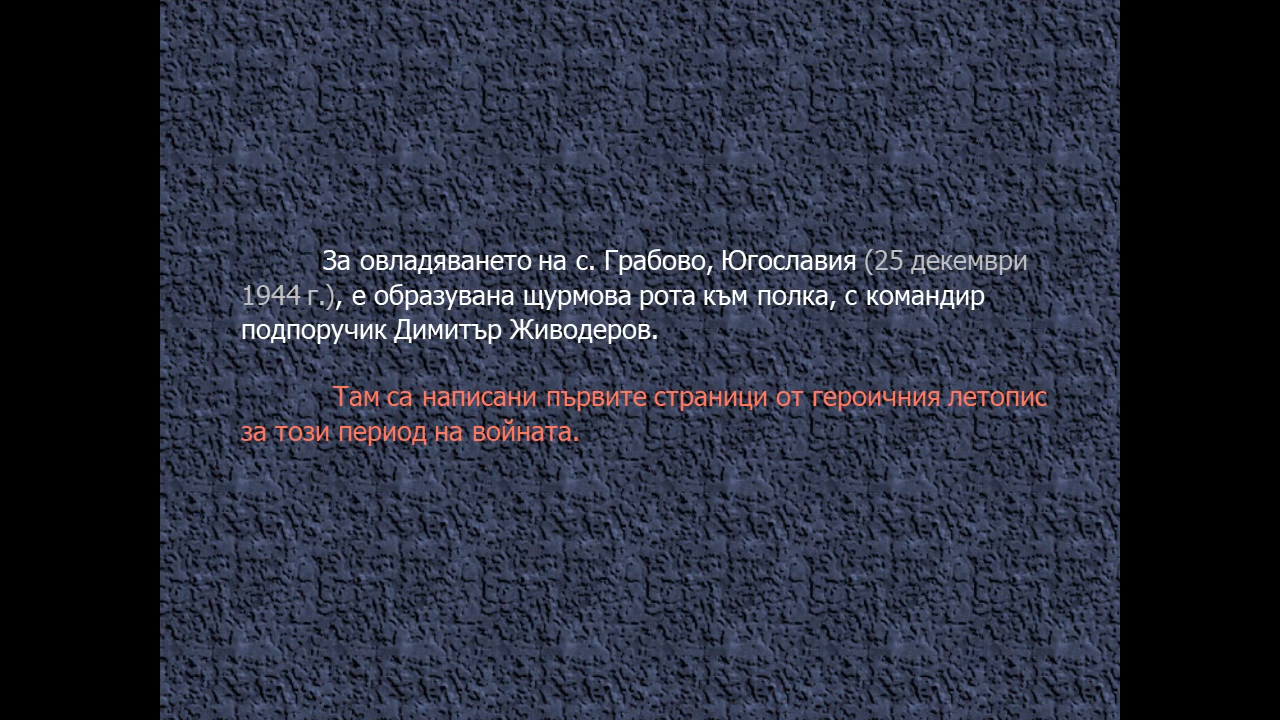 За овладяването на с. Грабово, Югославия (25 декември
1944 г.), е образувана щурмова рота към полка, с командир
подпоручик Димитър Живодеров.
Там са написани първите страници от героичния летопис
за този период на войната.